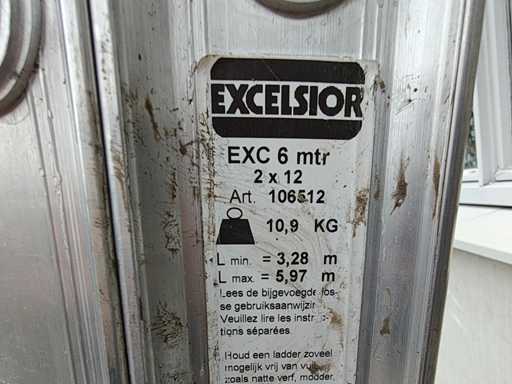 EXCELSIOR
EXC 6 mtr
2 x 12
Art. 106512
10,9 KG
L min. = 3,28 m
L max. = 5,97 m
Lees de bijgevoegde los-
se gebruiksaanwijzin
Veuillez lire les instruc-
tions séparées.
Houd een ladder zoveel
mogelijk vrij van vuil
zoals natte verf, modder,